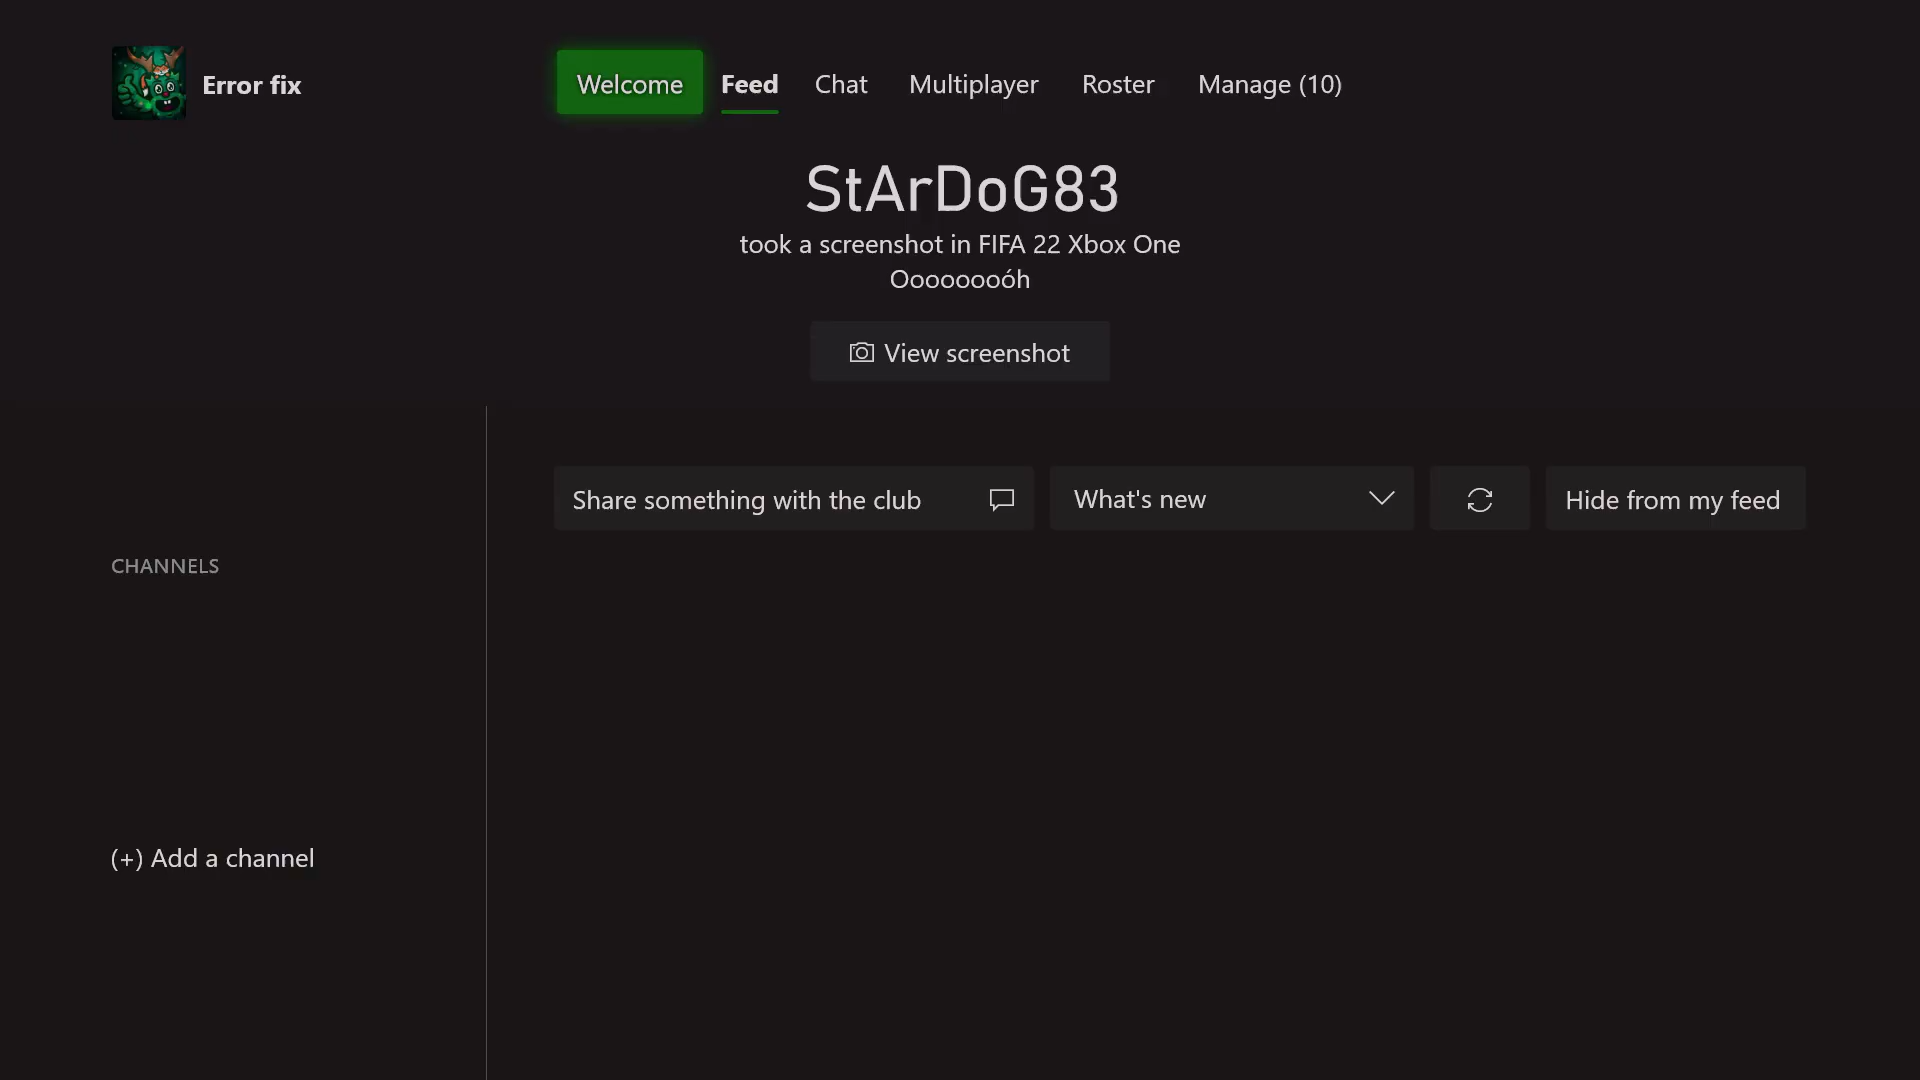 Error fix
Welcome
Feed
Chat
Multiplayer
Roster
Manage (10)
StArDoG83
took a screenshot in FIFA 22 Xbox One
Ooooooooóh
View screenshot
Share something with the club
What's new
Hide from my feed
CHANNELS
(+) Add a channel